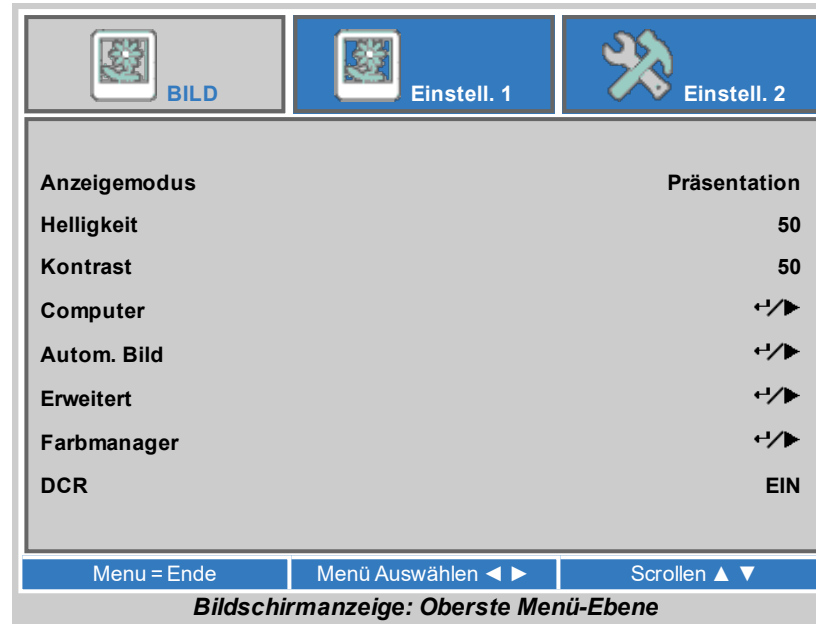 BILD Einstell. 1 Einstell. 2
Anzeigemodus Präsentation
Helligkeit 50
Kontrast 50
Computer ↵/►
Autom. Bild ↵/►
Erweitert ↵/►
Farbmanager ↵/►
DCR EIN
Menu = Ende Menü Auswählen ◄ ► Scrollen ▲ ▼
Bildschirmanzeige: Oberste Menü-Ebene